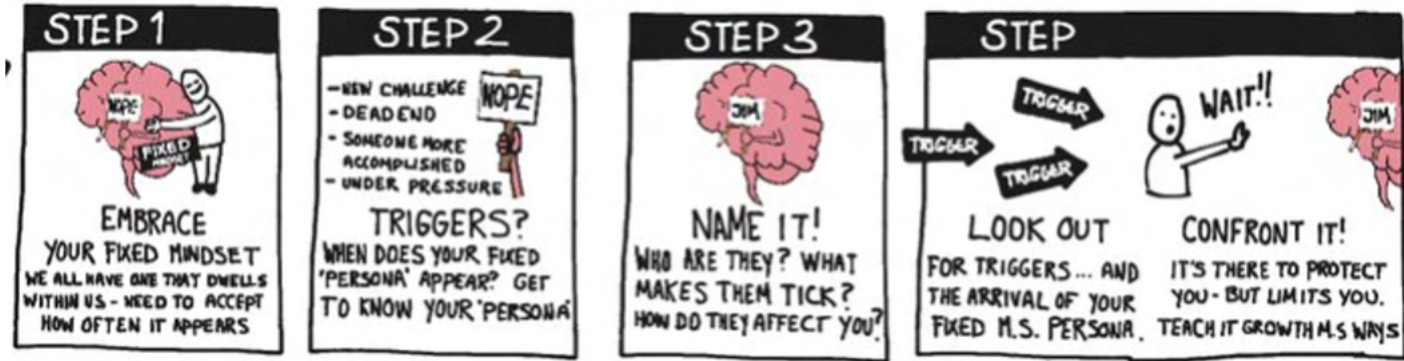 STEP 1
NOPE
FIXED
MINDSET
EMBRACE
YOUR FIXED MINDSET
WE ALL HAVE ONE THAT DWELLS
WITHIN US - NEED TO ACCEPT
HOW OFTEN IT APPEARS
STEP 2
- NEW CHALLENGE
- DEAD END
- SOMEONE MORE
ACCOMPLISHED
- UNDER PRESSURE
NOPE
TRIGGERS?
WHEN DOES YOUR FIXED
'PERSONA' APPEAR? GET
TO KNOW YOUR 'PERSONA'
STEP 3
JIM
NAME IT!
WHO ARE THEY? WHAT
MAKES THEM TICK?
HOW DO THEY AFFECT YOU?
STEP
TRIGGER
TRIGGER
TRIGGER
WAIT!!
JIM
LOOK OUT
FOR TRIGGERS... AND
THE ARRIVAL OF YOUR
FIXED M.S. PERSONA.
CONFRONT IT!
IT'S THERE TO PROTECT
YOU - BUT LIMITS YOU.
TEACH IT GROWTH M.S WAYS